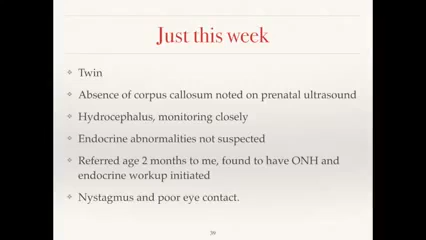 Just this week
Twin
Absence of corpus callosum noted on prenatal ultrasound
Hydrocephalus, monitoring closely
Endocrine abnormalities not suspected
Referred age 2 months to me, found to have ONH and
endocrine workup initiated
Nystagmus and poor eye contact.